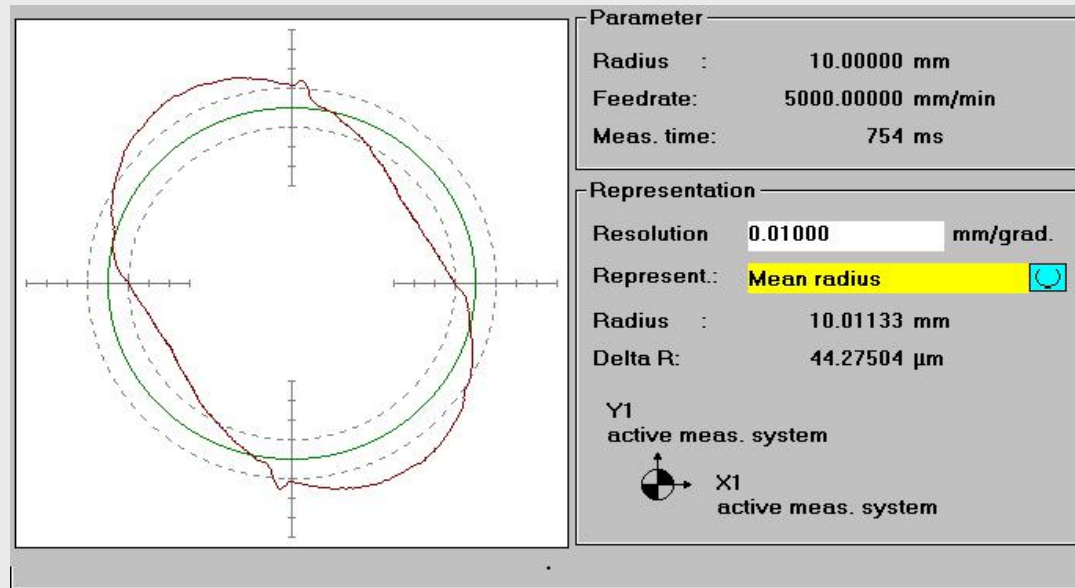 Parameter
Radius : 10.00000 mm
Feedrate: 5000.00000 mm/min
Meas. time: 754 ms
Representation
Resolution 0.01000 mm/grad.
Represent.: Mean radius
Radius : 10.01133 mm
Delta R: 44.27504 µm
Y1
active meas. system
X1
active meas. system